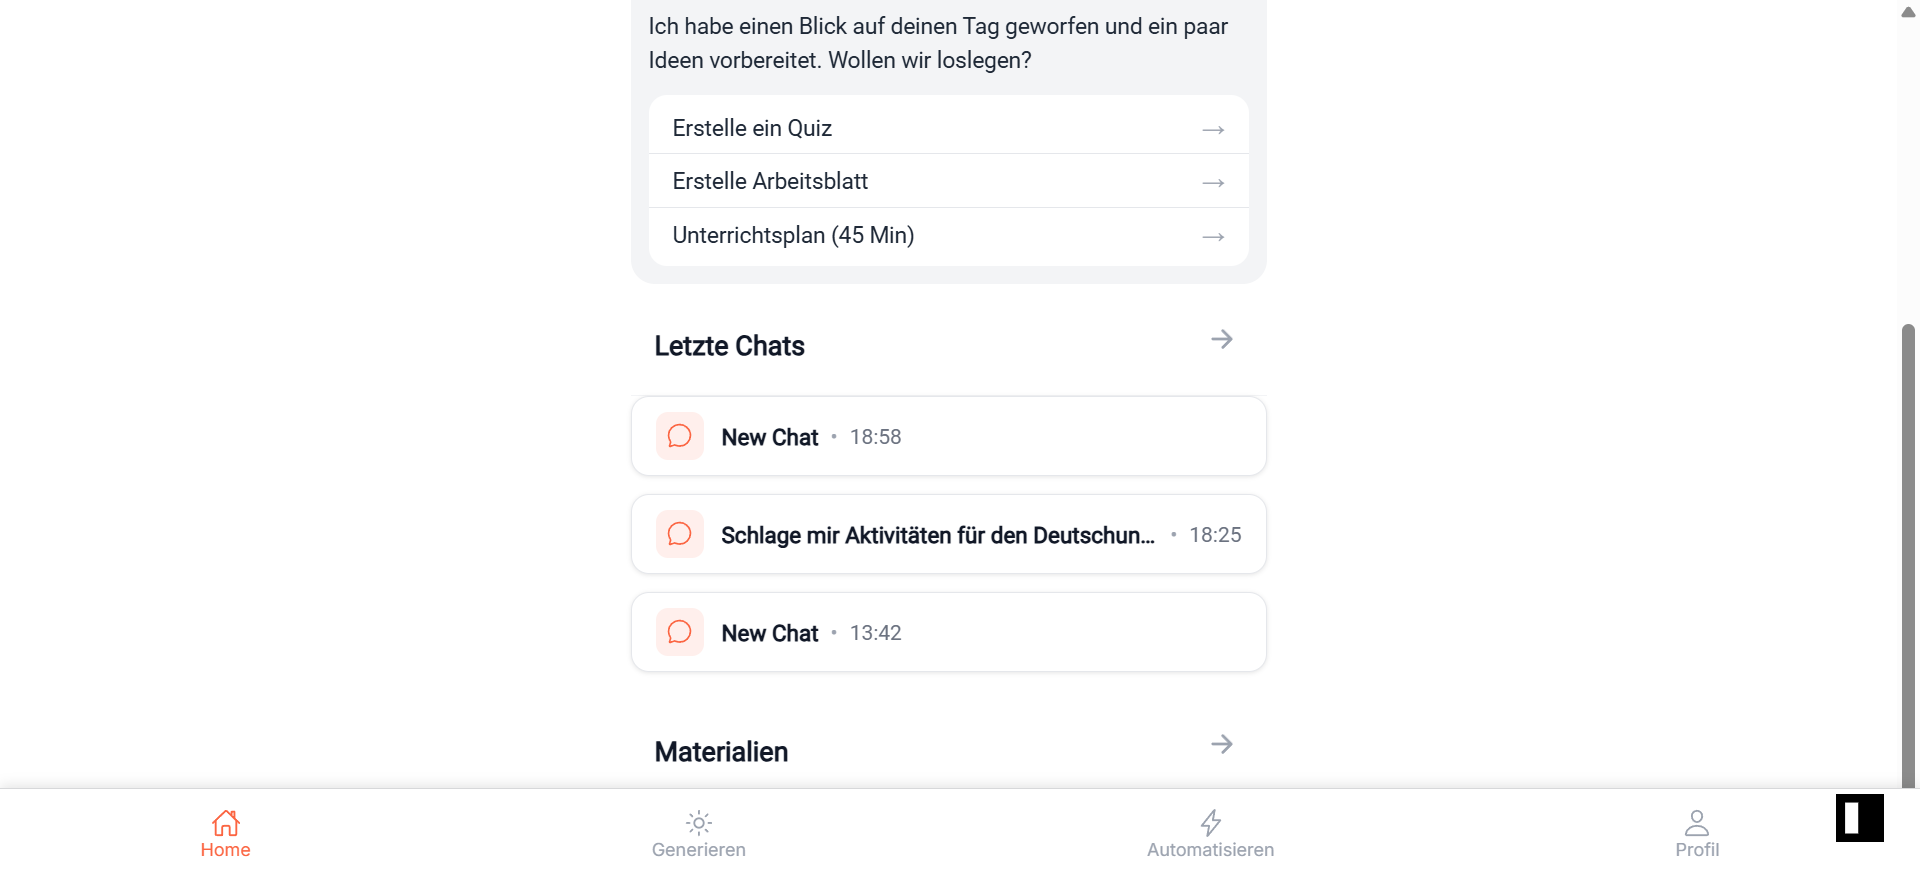 Ich habe einen Blick auf deinen Tag geworfen und ein paar
Ideen vorbereitet. Wollen wir loslegen?
Erstelle ein Quiz →
Erstelle Arbeitsblatt →
Unterrichtsplan (45 Min) →
Letzte Chats →
New Chat • 18:58
Schlage mir Aktivitäten für den Deutschun... • 18:25
New Chat • 13:42
Materialien →
Home Generieren Automatisieren Profil